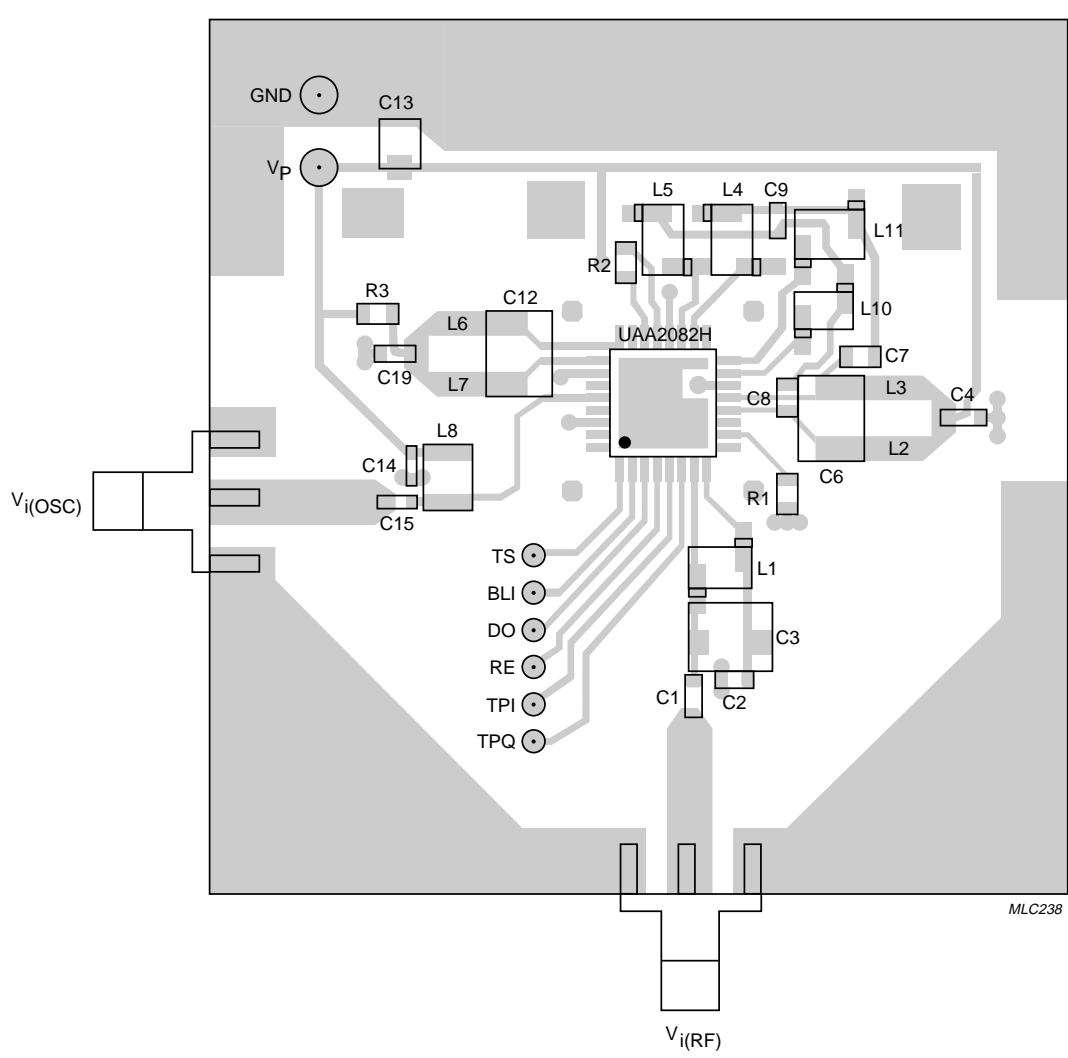 GND
C13
VP
L5
L4
C9
L11
R2
R3
L6
C12
L10
UAA2082H
C19
L7
C7
C8
L3
C4
L8
L2
C14
C6
Vi(OSC)
R1
C15
TS
L1
BLI
DO
C3
RE
C1
C2
TPI
TPQ
MLC238
Vi(RF)